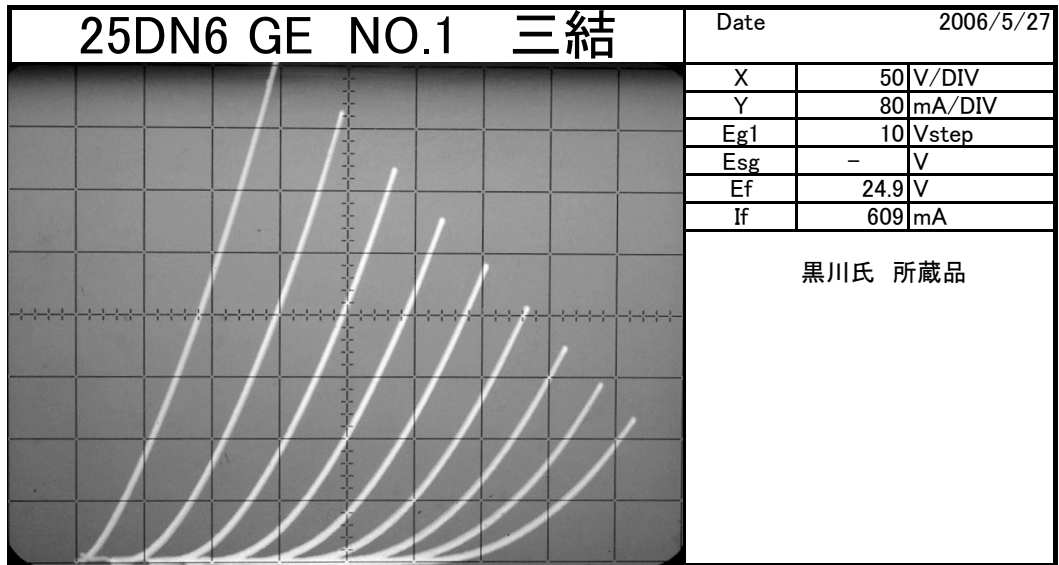 25DN6 GE NO.1 三結
Date 2006/5/27
X 50 V/DIV
Y 80 mA/DIV
Eg1 10 Vstep
Esg − V
Ef 24.9 V
If 609 mA
黒川氏 所蔵品